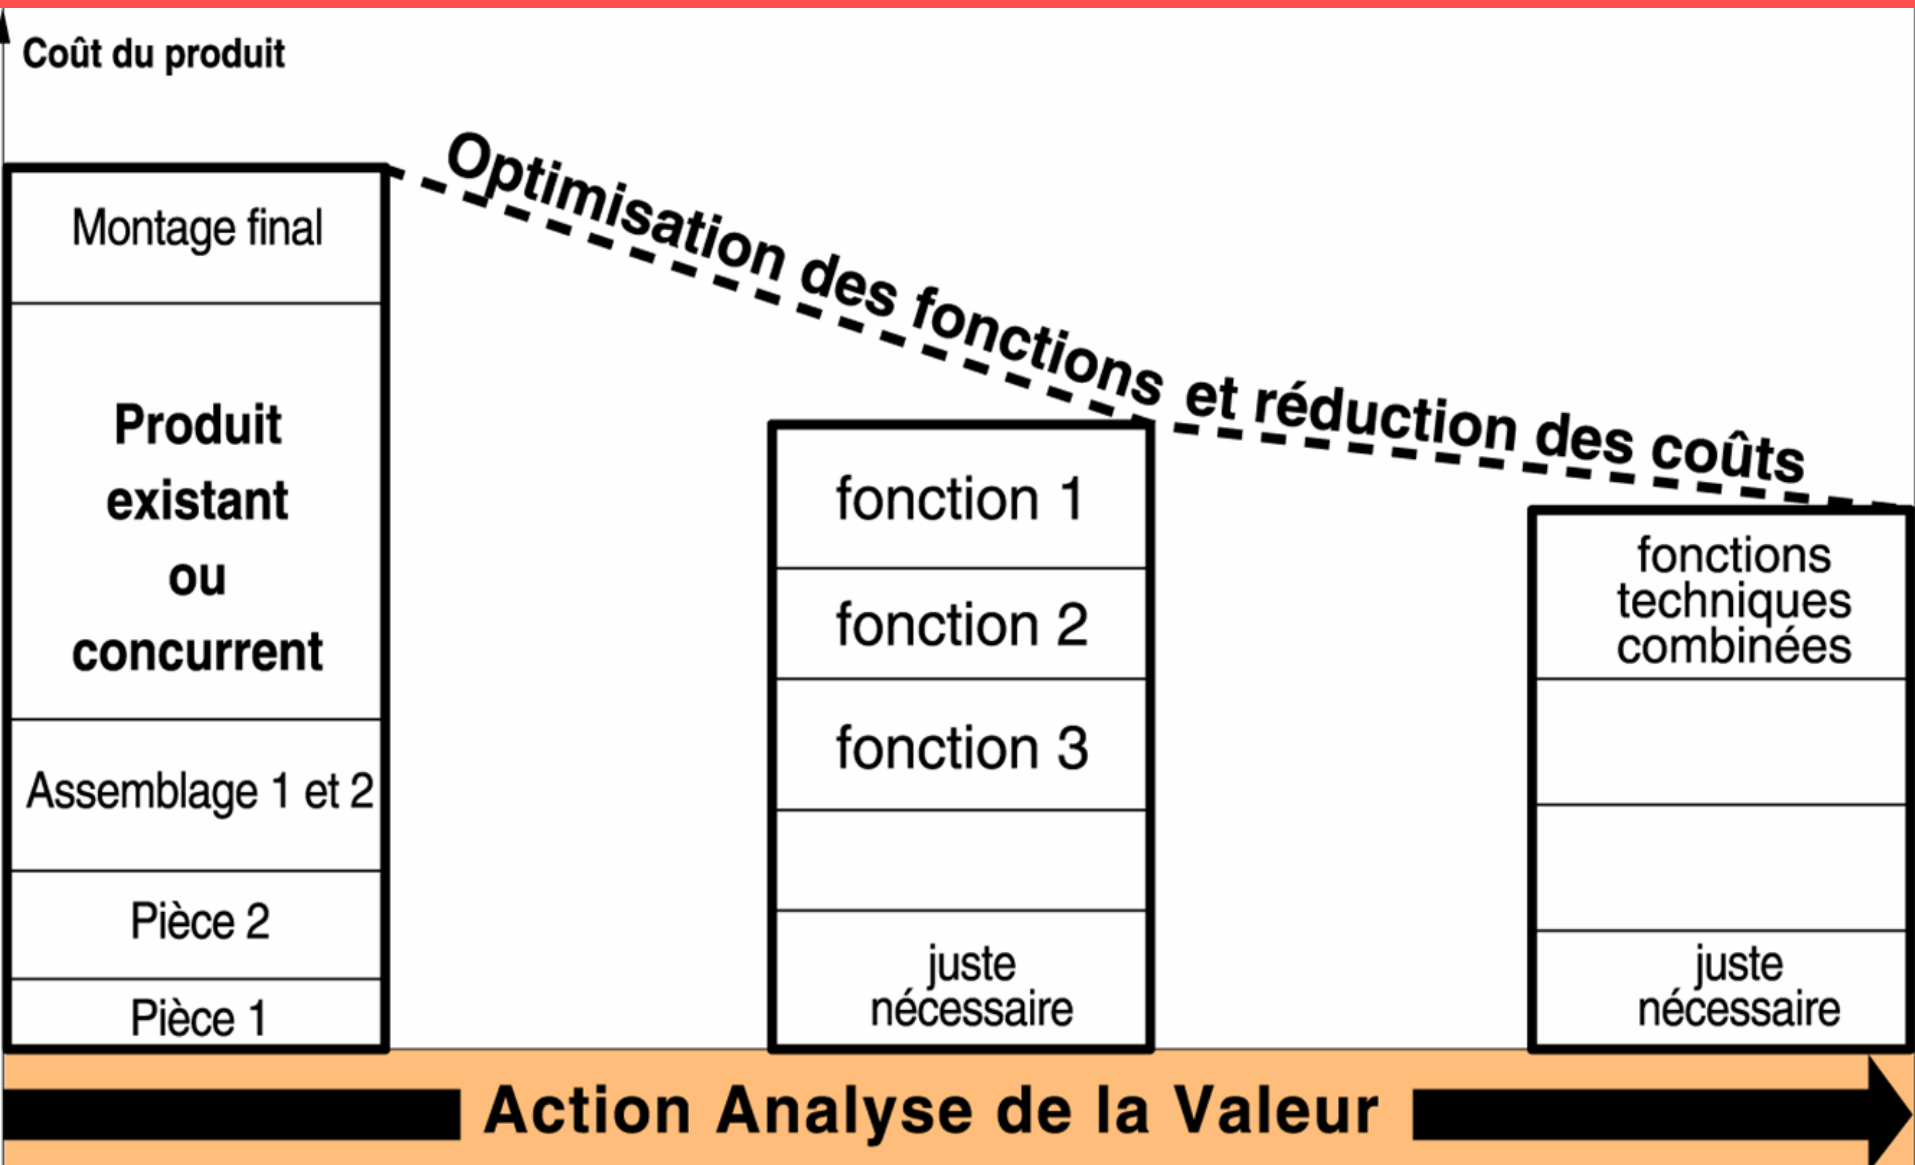 Coût du produit
Optimisation des fonctions et réduction des coûts
Montage final
Produit
existant
ou
concurrent
Assemblage 1 et 2
Pièce 2
Pièce 1
fonction 1
fonction 2
fonction 3
juste
nécessaire
fonctions
techniques
combinées
juste
nécessaire
Action Analyse de la Valeur